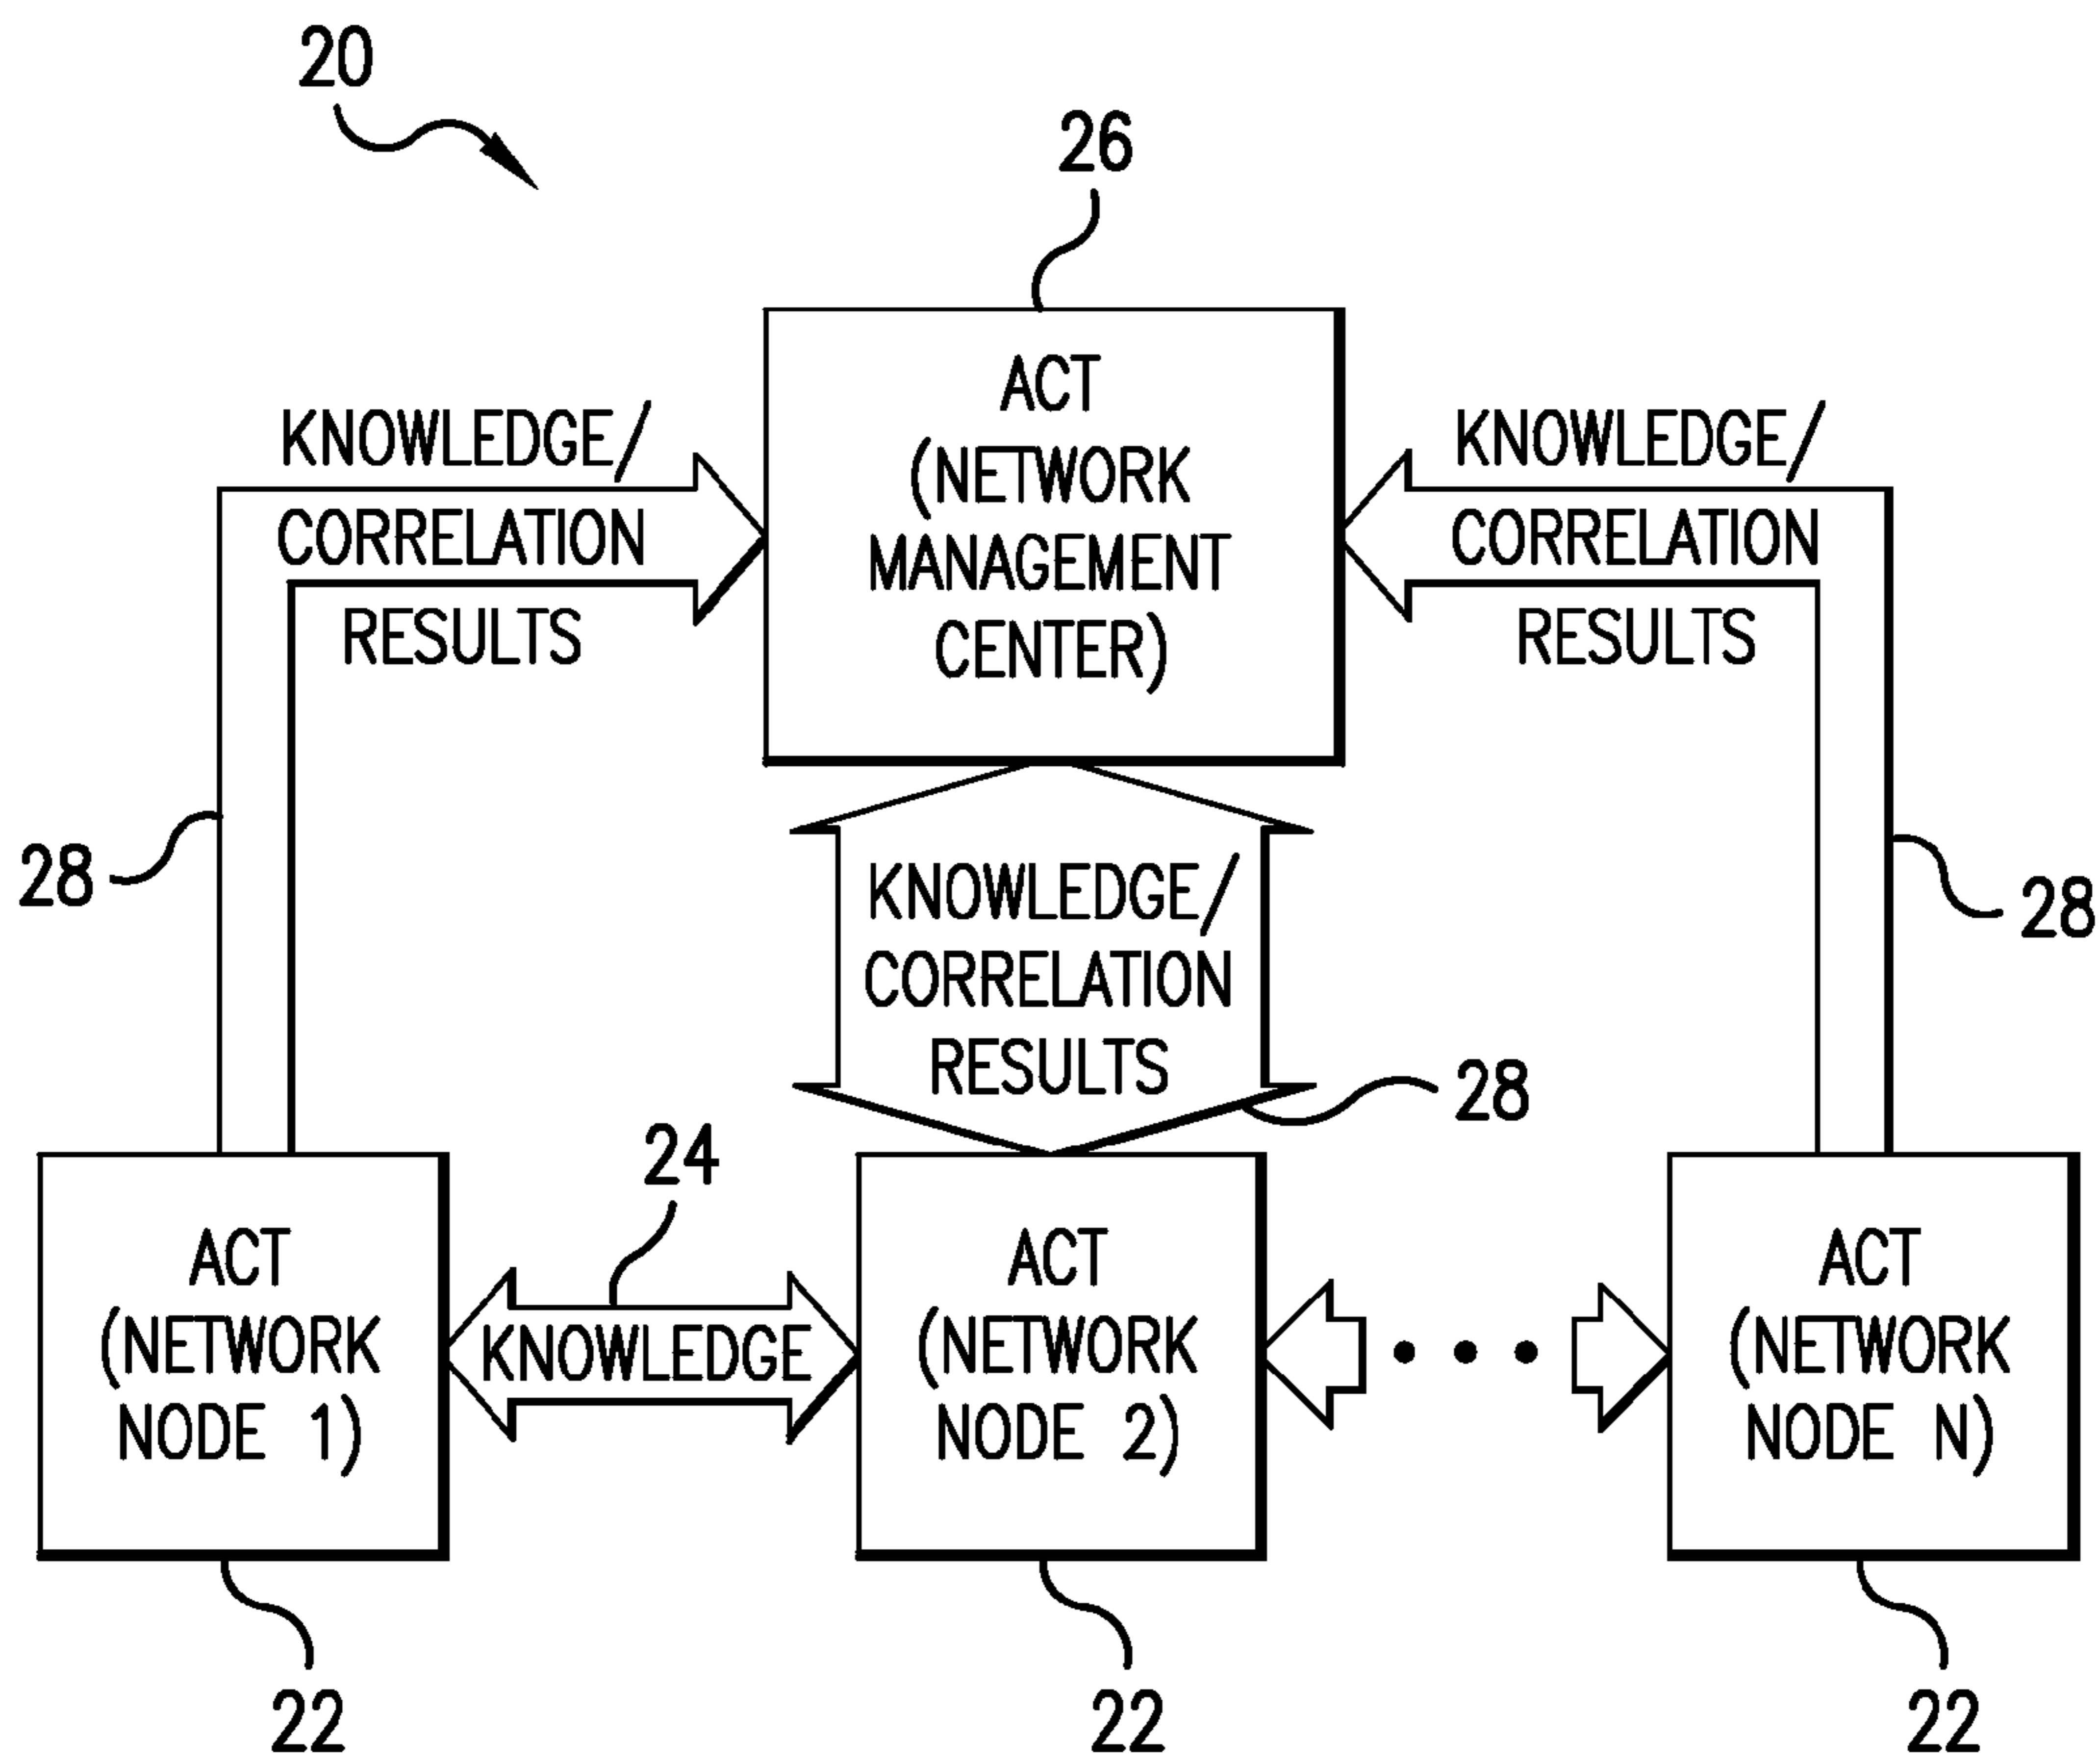 20
26
ACT
(NETWORK
MANAGEMENT
CENTER)
KNOWLEDGE/
CORRELATION
RESULTS
KNOWLEDGE/
CORRELATION
RESULTS
28
KNOWLEDGE/
CORRELATION
RESULTS
28
28
24
ACT
(NETWORK
NODE 1)
KNOWLEDGE
ACT
(NETWORK
NODE 2)
ACT
(NETWORK
NODE N)
22
22
22